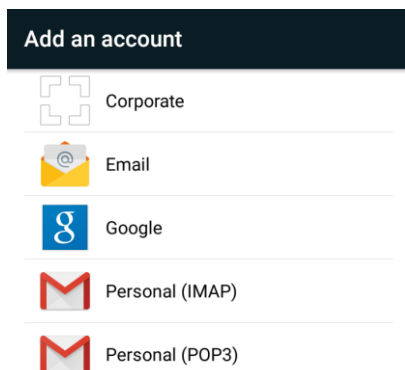 Add an account
Corporate
@
Email
g
Google
Personal (IMAP)
Personal (POP3)